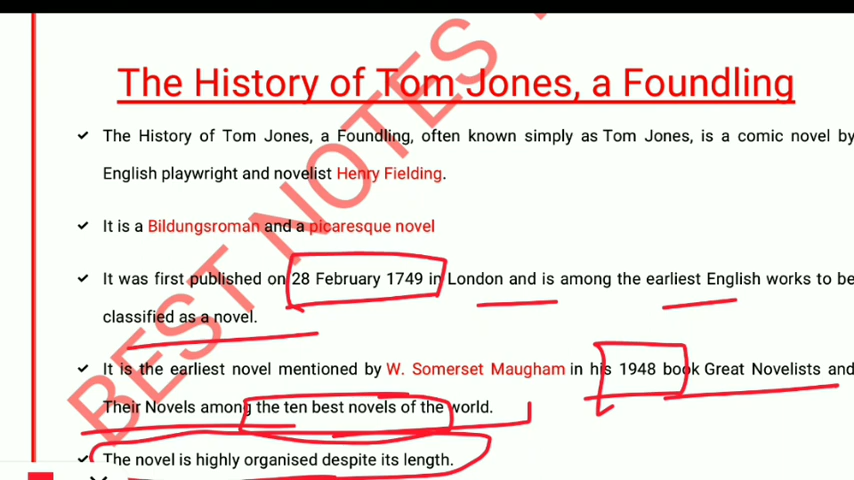 The History of Tom Jones, a Foundling
The History of Tom Jones, a Foundling, often known simply as Tom Jones, is a comic novel by
English playwright and novelist Henry Fielding.
It is a Bildungsroman and a picaresque novel
It was first published on 28 February 1749 in London and is among the earliest English works to be
classified as a novel.
It is the earliest novel mentioned by W. Somerset Maugham in his 1948 book Great Novelists and
Their Novels among the ten best novels of the world.
The novel is highly organised despite its length.
BEST NOTES